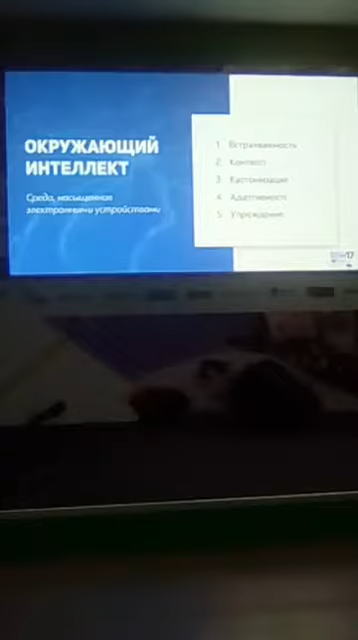 ОКРУЖАЮЩИЙ
ИНТЕЛЛЕКТ
Среда, насыщенная
электронными устройствами
1. Встраиваемость
2. Контекст
3. Кастомизация
4. Адаптивность
5. Упреждение